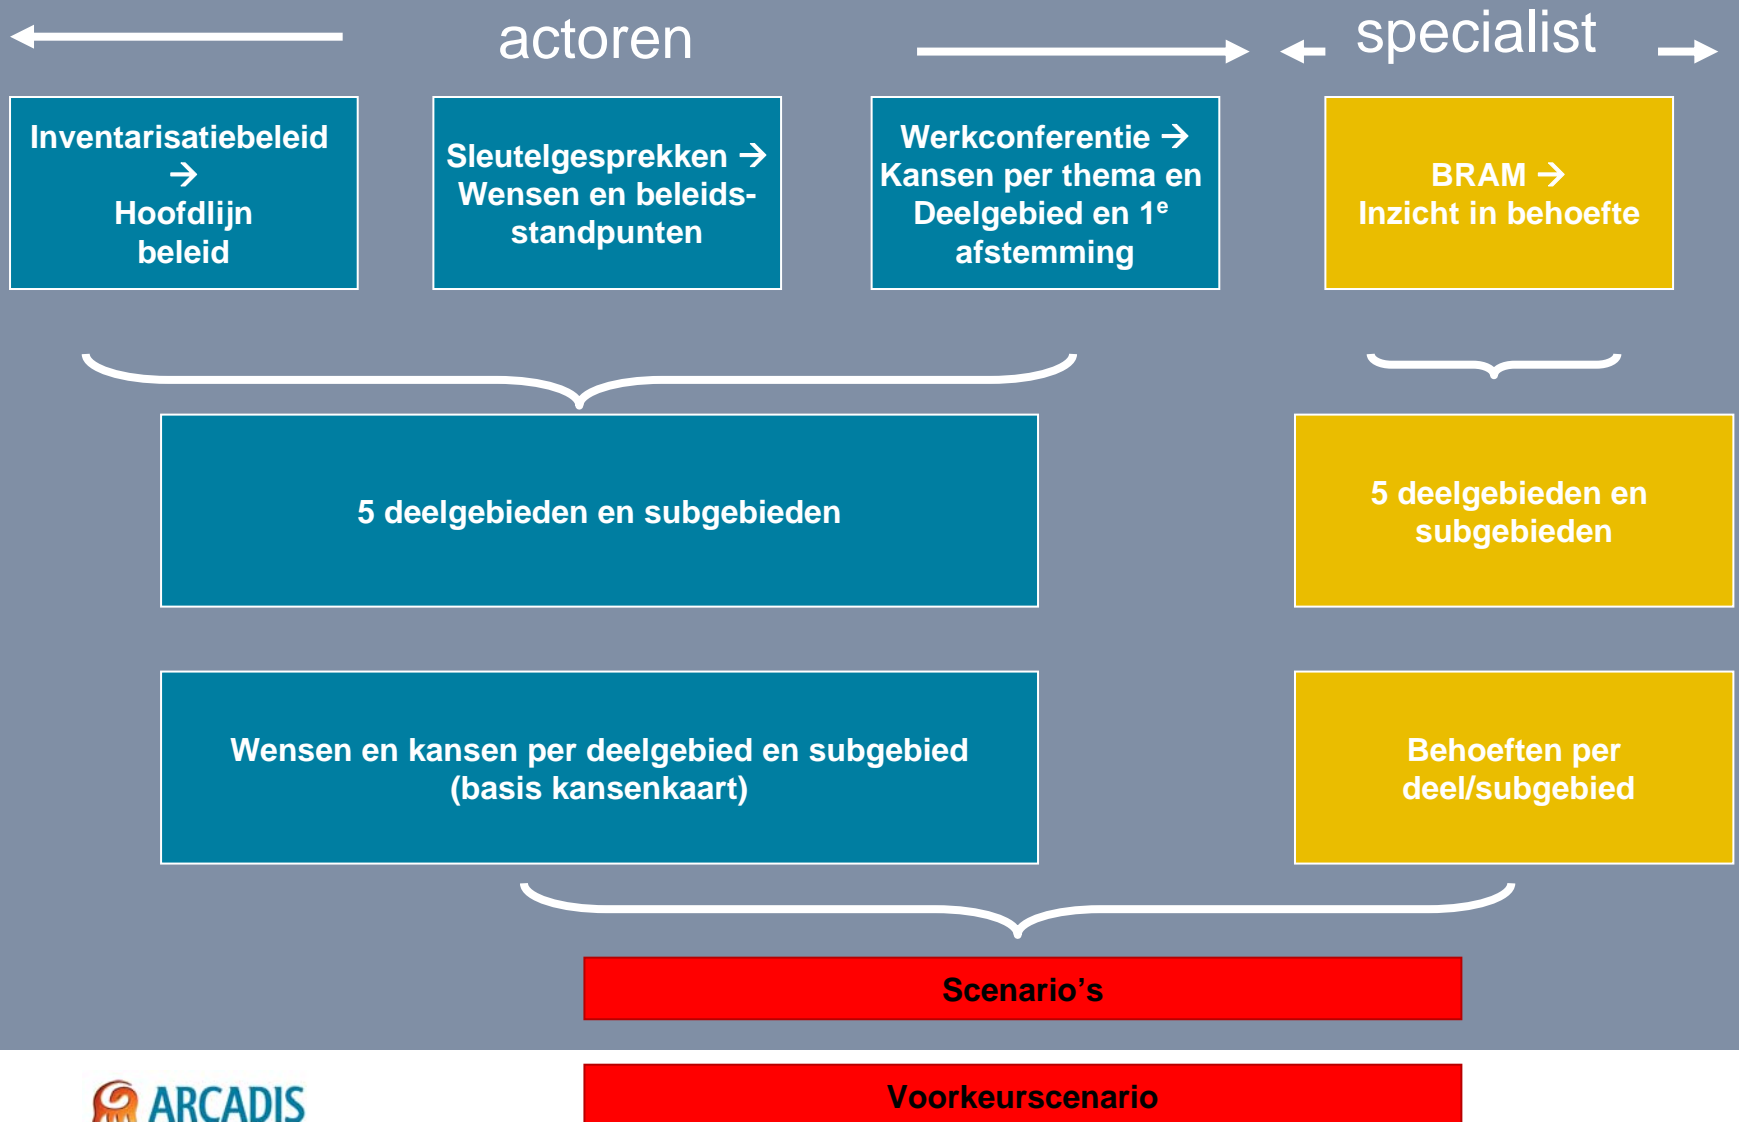 actoren
specialist
Inventarisatiebeleid
→
Hoofdlijn
beleid
Sleutelgesprekken →
Wensen en beleids-
standpunten
Werkconferentie →
Kansen per thema en
Deelgebied en 1e
afstemming
BRAM →
Inzicht in behoefte
5 deelgebieden en subgebieden
5 deelgebieden en
subgebieden
Wensen en kansen per deelgebied en subgebied
(basis kansenkaart)
Behoeften per
deel/subgebied
Scenario’s
Voorkeurscenario
ARCADIS